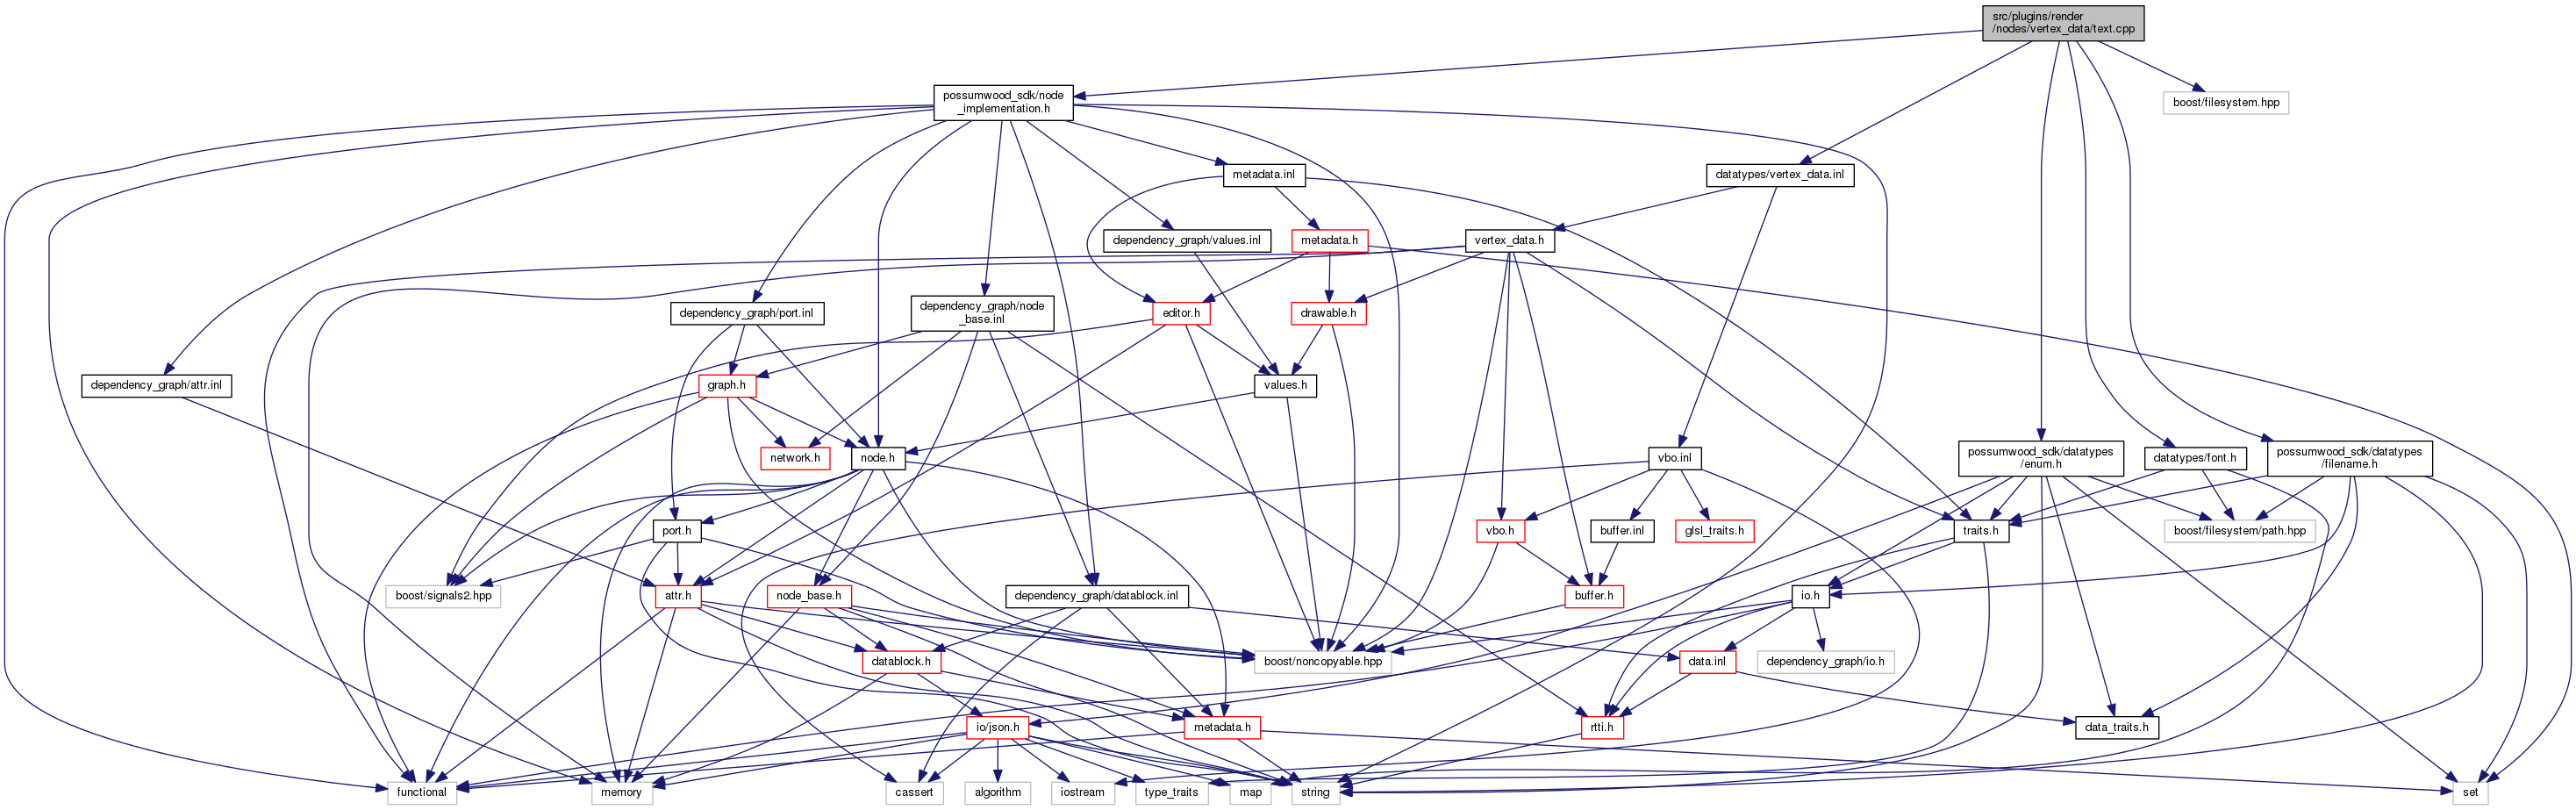 src/plugins/render
/nodes/vertex_data/text.cpp
possumwood_sdk/node
_implementation.h
boost/filesystem.hpp
metadata.inl
datatypes/vertex_data.inl
dependency_graph/values.inl
metadata.h
vertex_data.h
dependency_graph/port.inl
dependency_graph/node
_base.inl
editor.h
drawable.h
dependency_graph/attr.inl
graph.h
values.h
network.h
node.h
vbo.inl
possumwood_sdk/datatypes
/enum.h
datatypes/font.h
possumwood_sdk/datatypes
/filename.h
port.h
vbo.h
buffer.inl
glsl_traits.h
traits.h
boost/filesystem/path.hpp
boost/signals2.hpp
attr.h
node_base.h
dependency_graph/datablock.inl
buffer.h
io.h
datablock.h
boost/noncopyable.hpp
data.inl
dependency_graph/io.h
io/json.h
metadata.h
rtti.h
data_traits.h
functional
memory
cassert
algorithm
iostream
type_traits
map
string
set